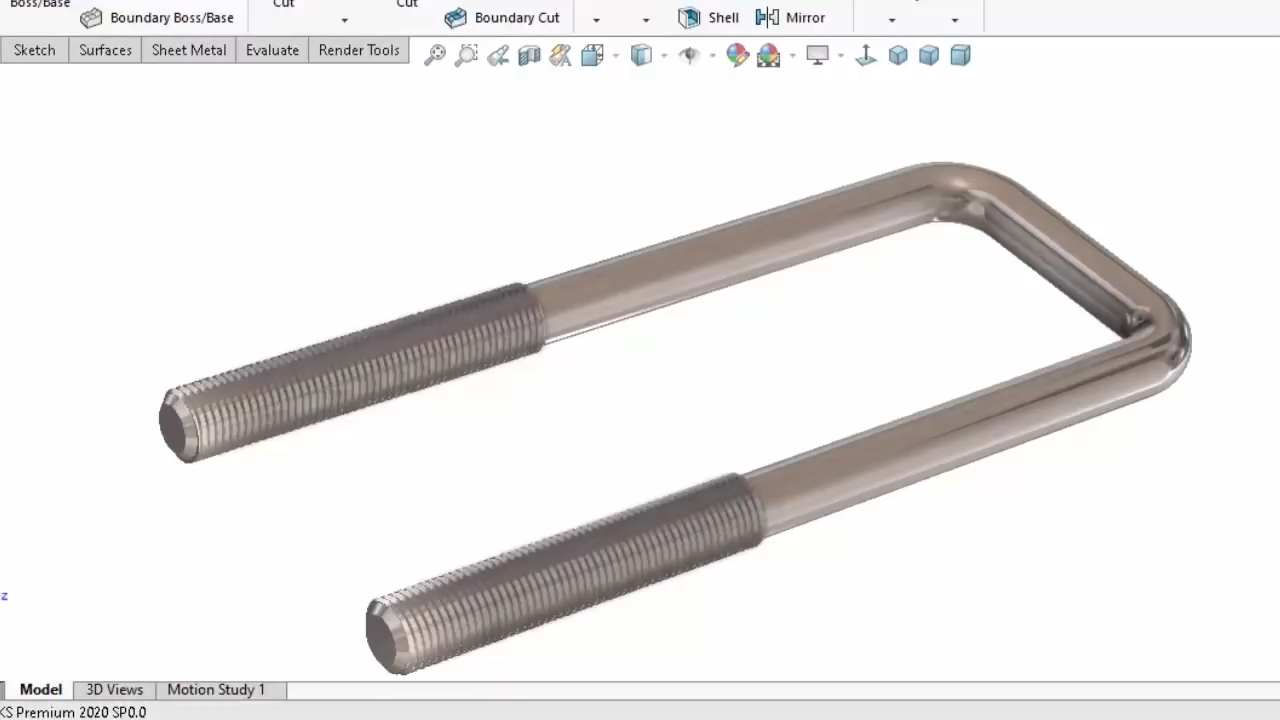 Boss/Base
Cut
Cut
Boundary Boss/Base
Boundary Cut
Shell
Mirror
Sketch
Surfaces
Sheet Metal
Evaluate
Render Tools
z
Model
3D Views
Motion Study 1
KS Premium 2020 SP0.0